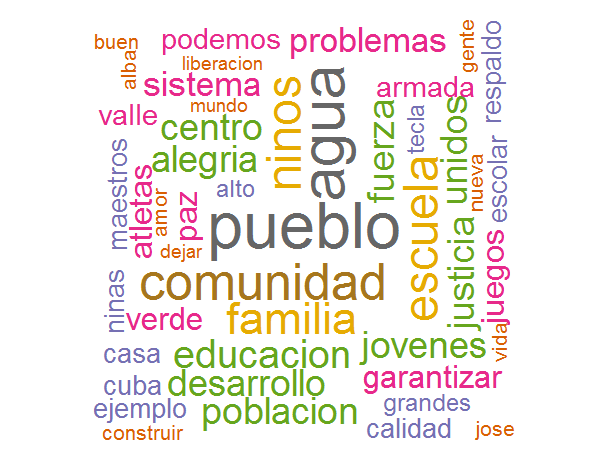 buen
podemos
problemas
gente
respaldo
alban
liberacion
sistema
armada
mundo
ninos
agua
valle
centro
fuerza
tecla
unidos
maestros
atletas
alegria
amor
paz
alto
escuela
nueva
escolar
dejar
pueblo
justicia
juegos
ninas
comunidad
verde
familia
vida
casa
educacion
jovenes
cuba
desarrollo
garantizar
ejemplo
poblacion
grandes
construir
calidad
jose